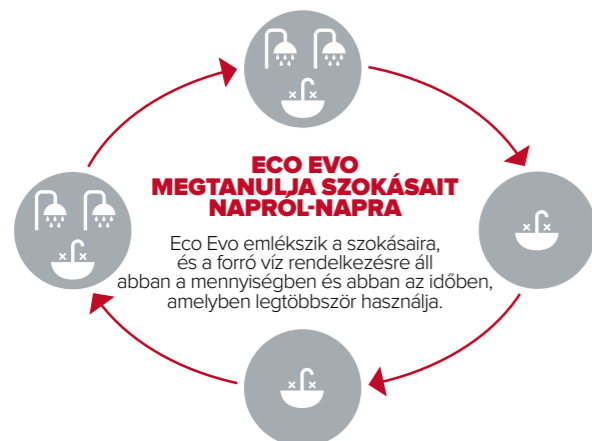 ECO EVO
MEGTANULJA SZOKÁSAIT
NAPRÓL-NAPRA
Eco Evo emlékszik a szokásaira,
és a forró víz rendelkezésre áll
abban a mennyiségben és abban az időben,
amelyben legtöbbször használja.